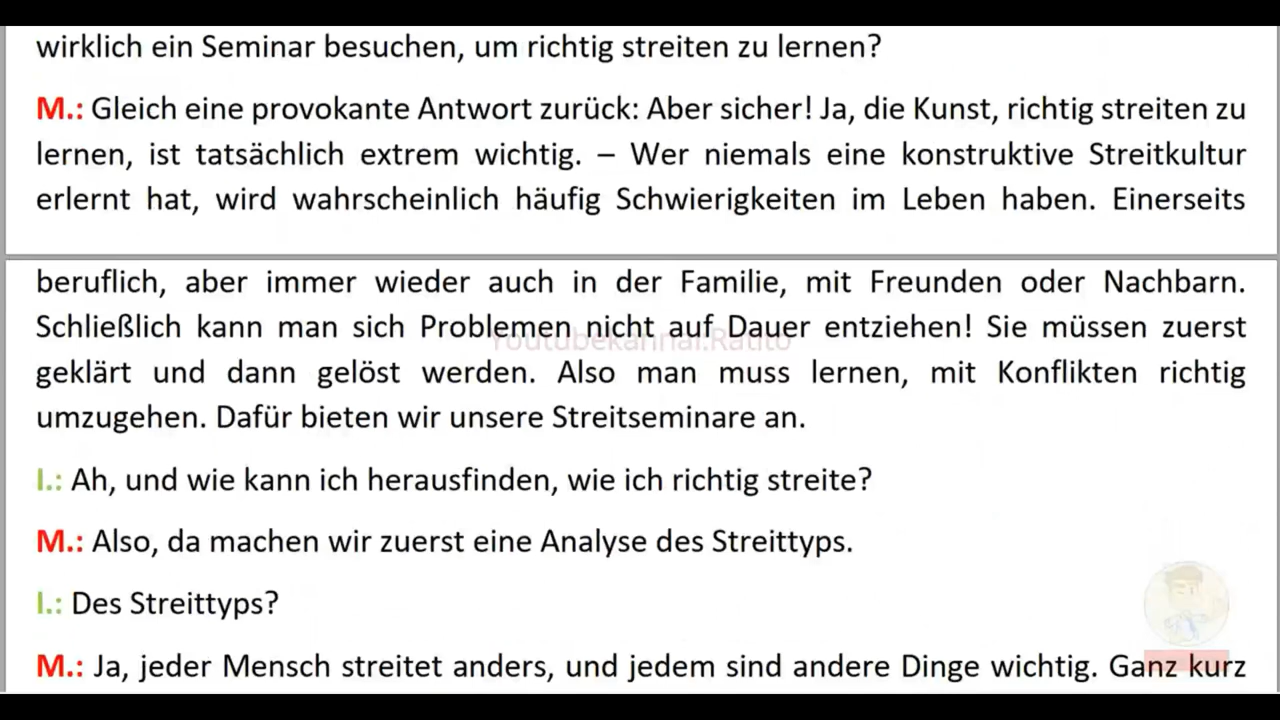 wirklich ein Seminar besuchen, um richtig streiten zu lernen?
M.: Gleich eine provokante Antwort zurück: Aber sicher! Ja, die Kunst, richtig streiten zu
lernen, ist tatsächlich extrem wichtig. – Wer niemals eine konstruktive Streitkultur
erlernt hat, wird wahrscheinlich häufig Schwierigkeiten im Leben haben. Einerseits
beruflich, aber immer wieder auch in der Familie, mit Freunden oder Nachbarn.
Schließlich kann man sich Problemen nicht auf Dauer entziehen! Sie müssen zuerst
geklärt und dann gelöst werden. Also man muss lernen, mit Konflikten richtig
umzugehen. Dafür bieten wir unsere Streitseminare an.
I.: Ah, und wie kann ich herausfinden, wie ich richtig streite?
M.: Also, da machen wir zuerst eine Analyse des Streittyps.
I.: Des Streittyps?
M.: Ja, jeder Mensch streitet anders, und jedem sind andere Dinge wichtig. Ganz kurz